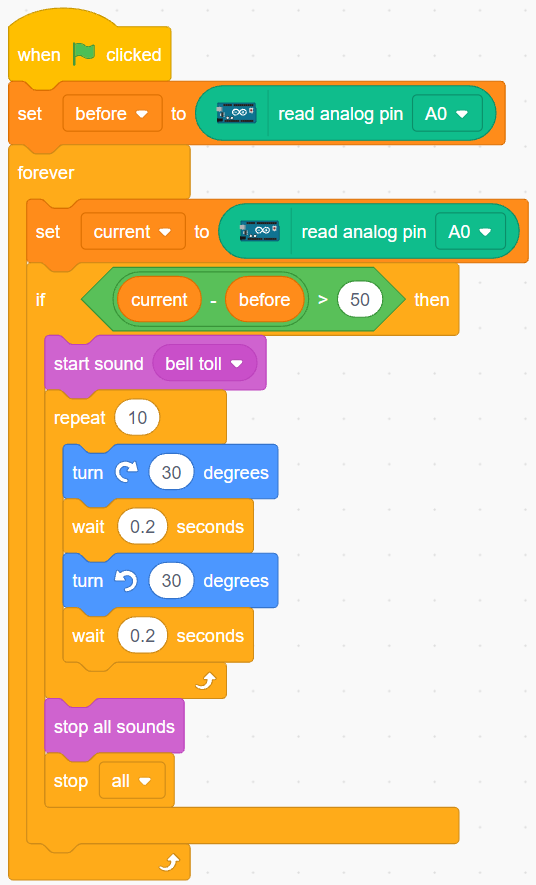 when clicked
set before to read analog pin A0
forever
set current to read analog pin A0
if current - before > 50 then
start sound bell toll
repeat 10
turn 30 degrees
wait 0.2 seconds
turn 30 degrees
wait 0.2 seconds
stop all sounds
stop all